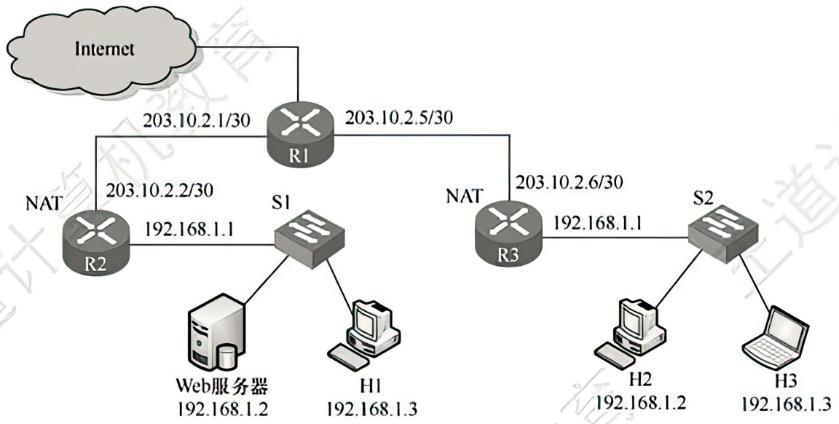 Internet
203.10.2.1/30
203.10.2.5/30
R1
203.10.2.2/30
203.10.2.6/30
NAT
S1
NAT
S2
192.168.1.1
192.168.1.1
R2
R3
Web服务器
H1
H2
H3
192.168.1.2
192.168.1.3
192.168.1.2
192.168.1.3